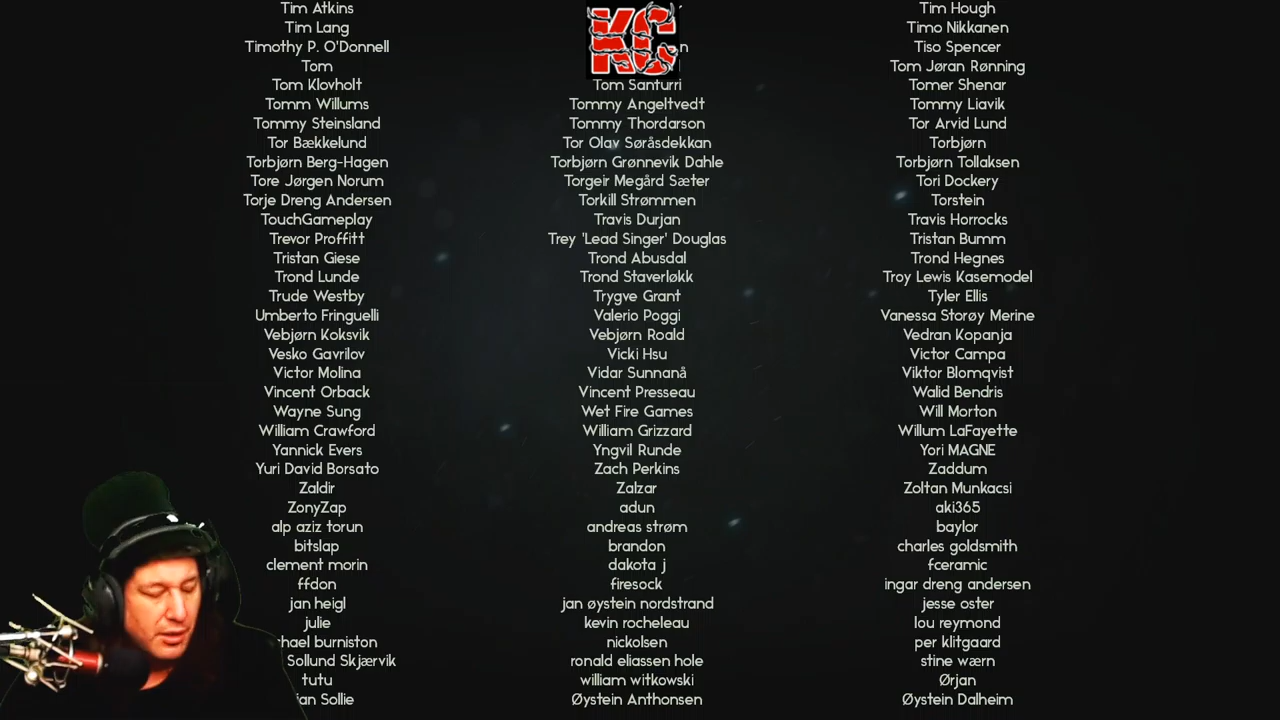 Tim Atkins
Tim Hough
Tim Lang
Timo Nikkanen
Timothy P. O'Donnell
Tiso Spencer
KC
Tom
Tom Jøran Rønning
Tom Klovholt
Tom Santurri
Tomer Shenar
Tomm Willums
Tommy Angeltvedt
Tommy Liavik
Tommy Steinsland
Tommy Thordarson
Tor Arvid Lund
Tor Bækkelund
Tor Olav Søråsdekkan
Torbjørn
Torbjørn Berg-Hagen
Torbjørn Grønnevik Dahle
Torbjørn Tollaksen
Tore Jørgen Norum
Torgeir Megård Sæter
Tori Dockery
Torje Dreng Andersen
Torkill Strømmen
Torstein
TouchGameplay
Travis Durjan
Travis Horrocks
Trevor Proffitt
Trey 'Lead Singer' Douglas
Tristan Bumm
Tristan Giese
Trond Abusdal
Trond Hegnes
Trond Lunde
Trond Staverløkk
Troy Lewis Kasemodel
Trude Westby
Trygve Grant
Tyler Ellis
Umberto Fringuelli
Valerio Poggi
Vanessa Storøy Merine
Vebjørn Koksvik
Vebjørn Roald
Vedran Kopanja
Vesko Gavrilov
Vicki Hsu
Victor Campa
Victor Molina
Vidar Sunnanå
Viktor Blomqvist
Vincent Orback
Vincent Presseau
Walid Bendris
Wayne Sung
Wet Fire Games
Will Morton
William Crawford
William Grizzard
Willum LaFayette
Yannick Evers
Yngvil Runde
Yori MAGNE
Yuri David Borsato
Zach Perkins
Zaddum
Zaldir
Zalzar
Zoltan Munkacsi
ZonyZap
adun
aki365
alp aziz torun
andreas strøm
baylor
bitslap
brandon
charles goldsmith
clement morin
dakota j
fceramic
ffdon
firesock
ingar dreng andersen
jan heigl
jan øystein nordstrand
jesse oster
julie
kevin rocheleau
lou reymond
burniston
nickolsen
per klitgaard
Sollund Skjærvik
ronald eliassen hole
stine wærn
tutu
william witkowski
Ørjan
Sollie
Øystein Anthonsen
Øystein Dalheim